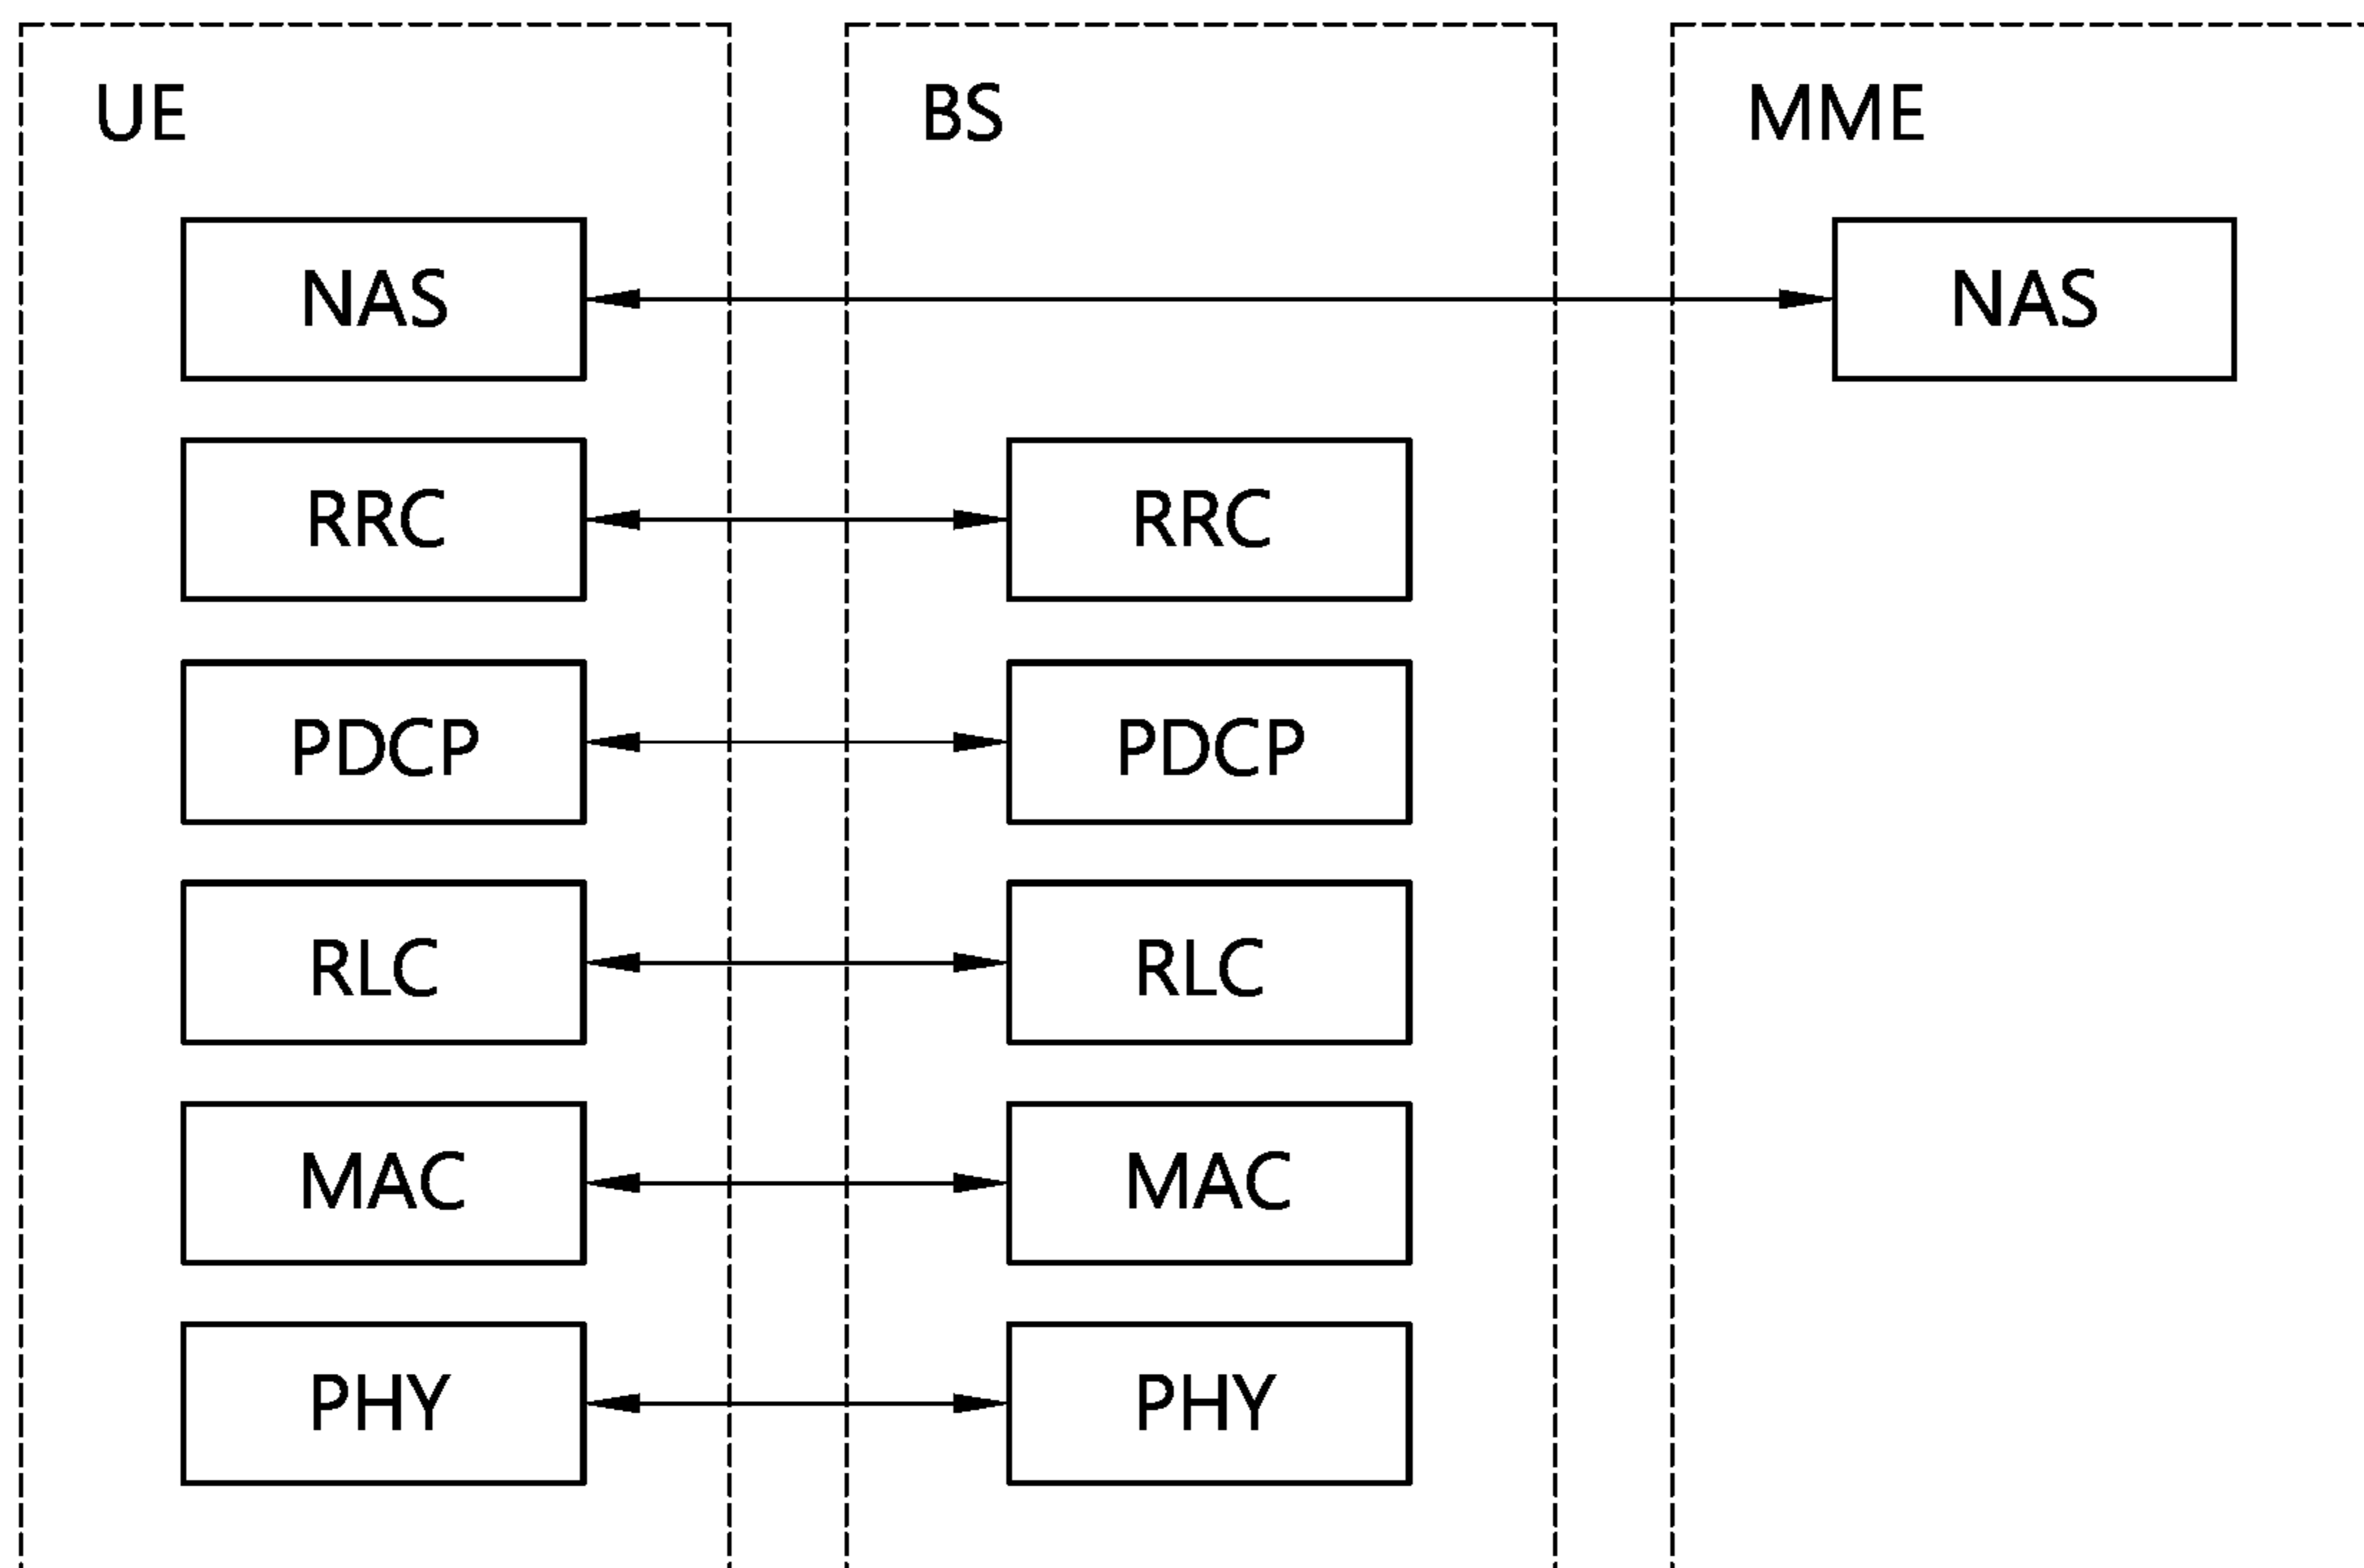 UE BS MME
NAS NAS
RRC RRC
PDCP PDCP
RLC RLC
MAC MAC
PHY PHY